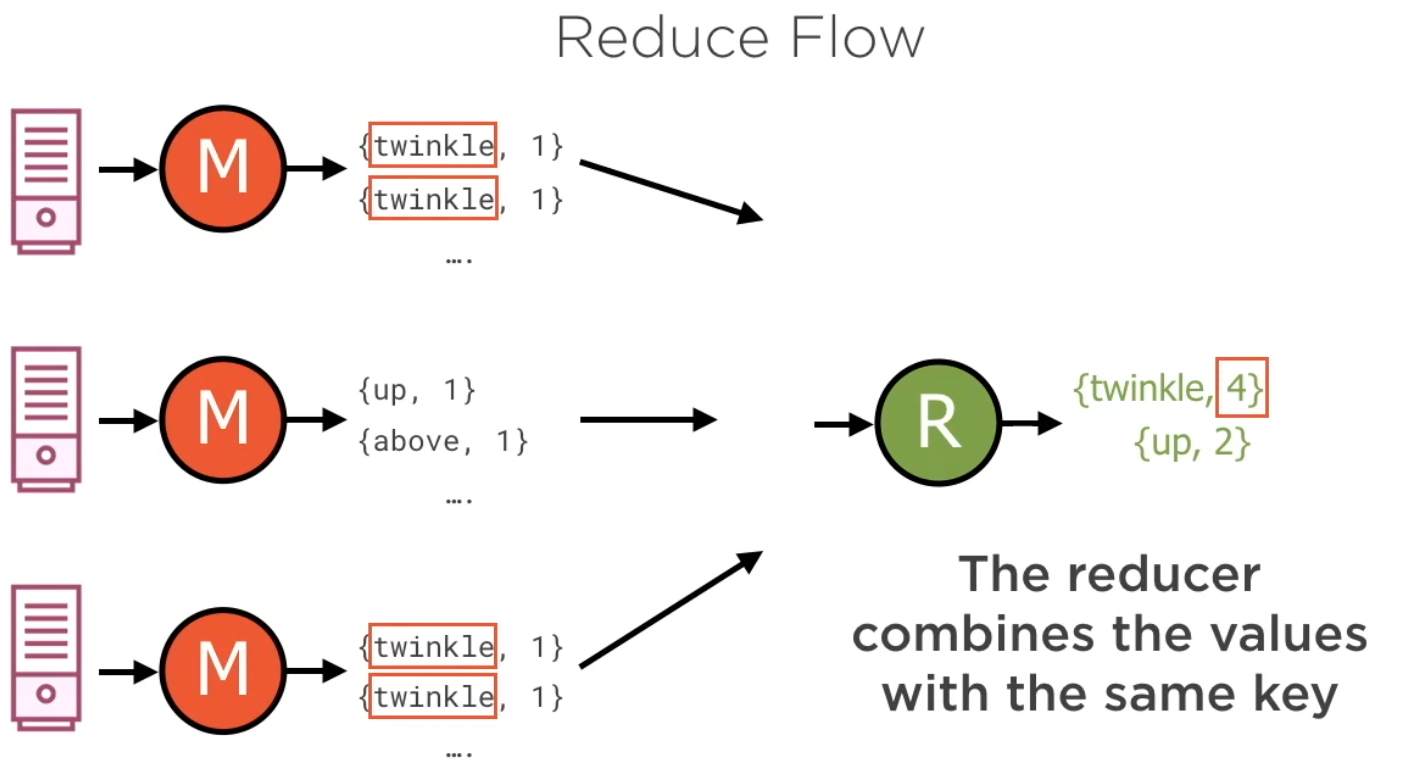 Reduce Flow
M
{twinkle, 1}
{twinkle, 1}
….
M
{up, 1}
{above, 1}
….
M
{twinkle, 1}
{twinkle, 1}
….
R
{twinkle, 4}
{up, 2}
The reducer
combines the values
with the same key